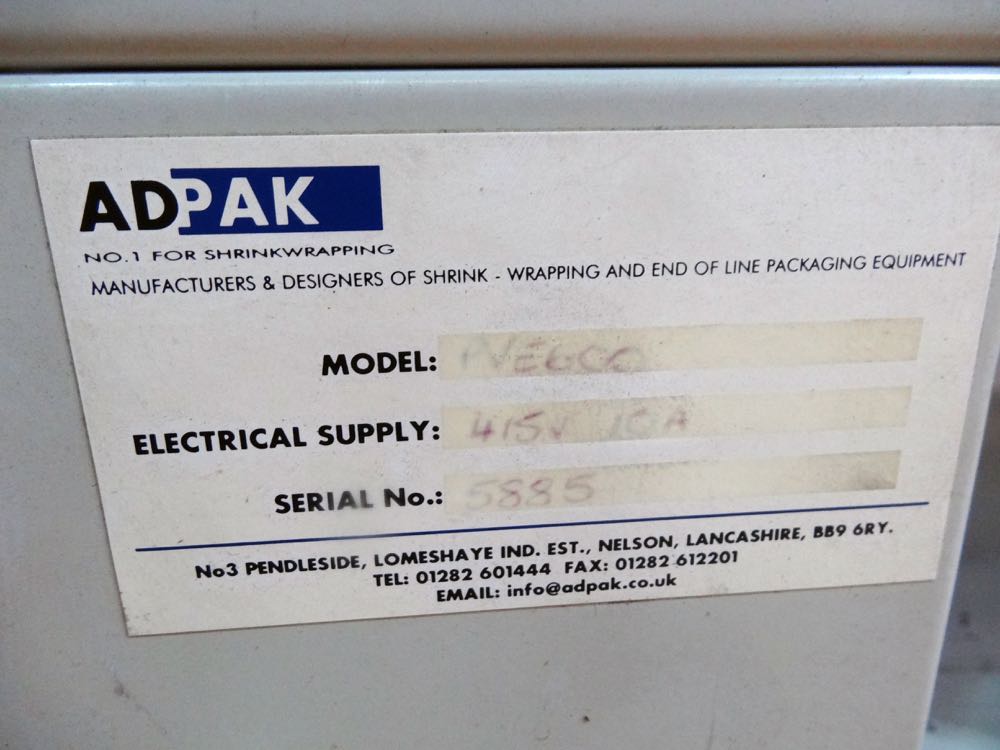 ADPAK
NO.1 FOR SHRINKWRAPPING
MANUFACTURERS & DESIGNERS OF SHRINK - WRAPPING AND END OF LINE PACKAGING EQUIPMENT
MODEL:
ELECTRICAL SUPPLY: 415V 10A
SERIAL No.: 5885
No3 PENDLESIDE, LOMESHAYE IND. EST., NELSON, LANCASHIRE, BB9 6RY.
TEL: 01282 601444 FAX: 01282 612201
EMAIL: info@adpak.co.uk